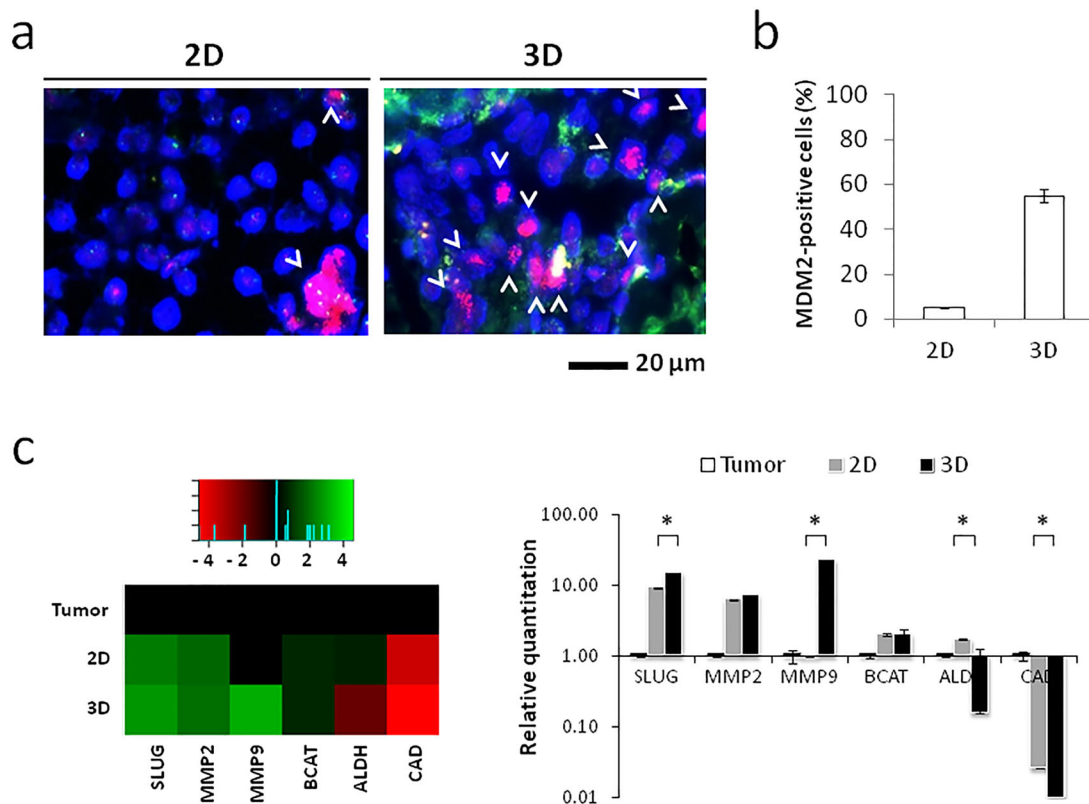 a
2D 3D
20 µm
b
MDM2-positive cells (%)
100
80
60
40
20
0
2D 3D
c
-4 -2 0 2 4
Tumor
2D
3D
SLUG MMP2 MMP9 BCAT ALDH CAD
Tumor 2D 3D
Relative quantitation
100.00
10.00
1.00
0.10
0.01
* * * *
SLUG MMP2 MMP9 BCAT ALD CAD